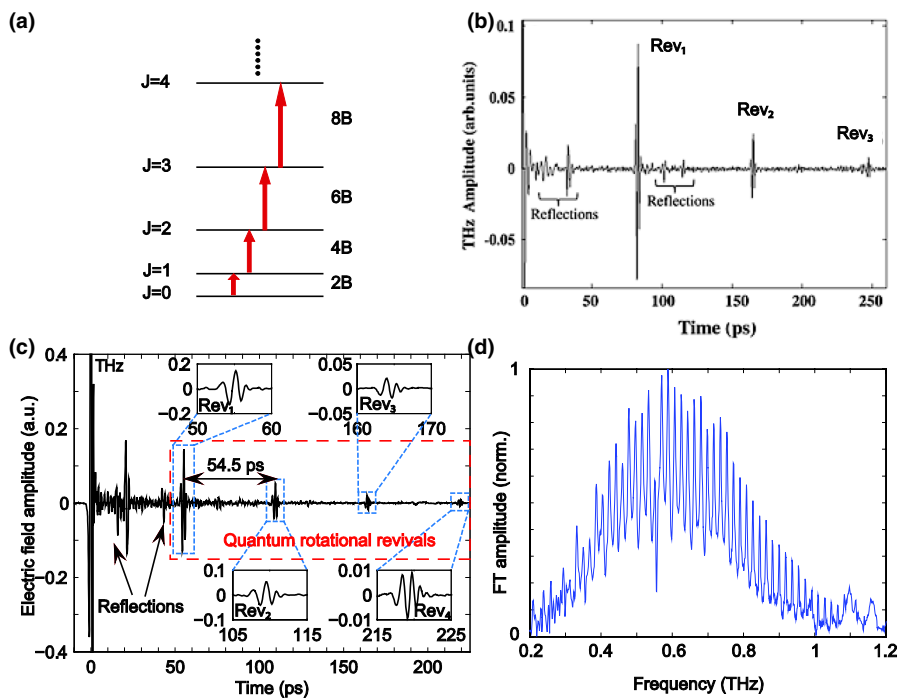 (a)
J=4
8B
J=3
6B
J=2
4B
J=1
2B
J=0
(b)
0.1
0.05
0
-0.05
THz Amplitude (arb.units)
Rev1
Rev2
Rev3
Reflections
Reflections
0
50
100
150
200
250
Time (ps)
(c)
0.4
0.2
0
−0.2
−0.4
Electric field amplitude (a.u.)
THz
0.2
0
−0.2
Rev1
50
60
0.05
0
−0.05
Rev3
160
170
54.5 ps
Quantum rotational revivals
Reflections
0.1
0
−0.1
Rev2
105
115
0.01
0
−0.01
Rev4
215
225
0
50
100
150
200
Time (ps)
(d)
1
0
FT amplitude (norm.)
0.2
0.4
0.6
0.8
1
1.2
Frequency (THz)